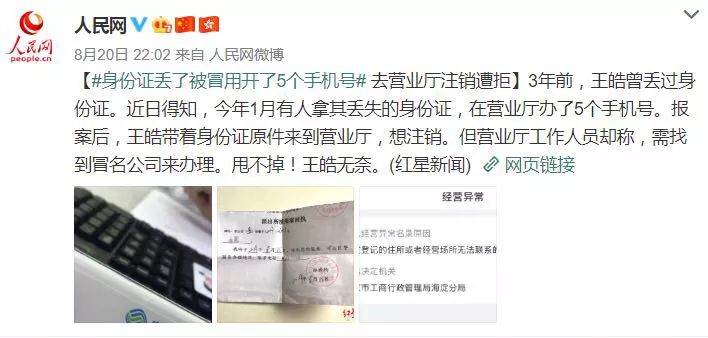 人民网
people.cn
人民网
8月20日 22:02 来自 人民网微博
【#身份证丢了被冒用开了5个手机号# 去营业厅注销遭拒】3年前，王皓曾丢过身
份证。近日得知，今年1月有人拿其丢失的身份证，在营业厅办了5个手机号。报
案后，王皓带着身份证原件来到营业厅，想注销。但营业厅工作人员却称，需找
到冒名公司来办理。甩不掉！王皓无奈。(红星新闻) 网页链接
经营异常
经营异常名录原因
登记的住所或者经营场所无法联系的
决定机关
市工商行政管理局海淀分局